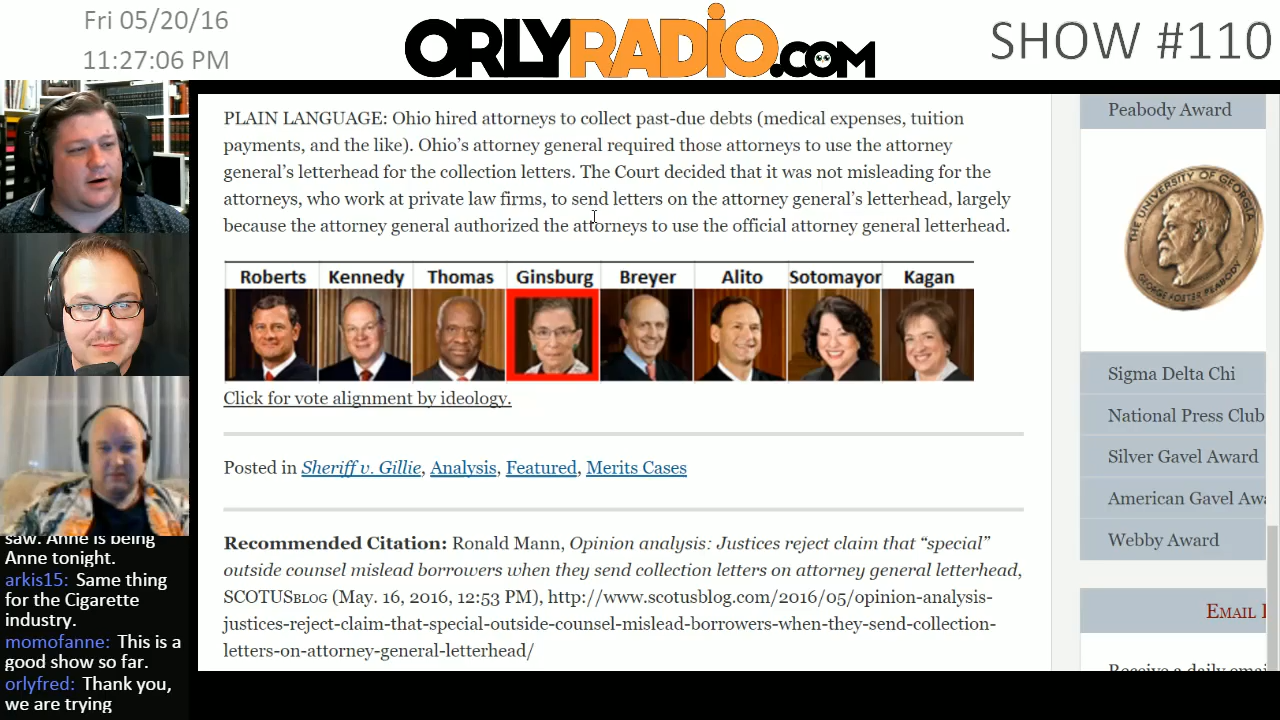 Fri 05/20/16
11:27:06 PM
ORLYRADiO.COM
SHOW #110
PLAIN LANGUAGE: Ohio hired attorneys to collect past-due debts (medical expenses, tuition
payments, and the like). Ohio’s attorney general required those attorneys to use the attorney
general’s letterhead for the collection letters. The Court decided that it was not misleading for the
attorneys, who work at private law firms, to send letters on the attorney general’s letterhead, largely
because the attorney general authorized the attorneys to use the official attorney general letterhead.
Roberts Kennedy Thomas Ginsburg Breyer Alito Sotomayor Kagan
Click for vote alignment by ideology.
Posted in Sheriff v. Gillie, Analysis, Featured, Merits Cases
Recommended Citation: Ronald Mann, Opinion analysis: Justices reject claim that “special”
outside counsel mislead borrowers when they send collection letters on attorney general letterhead,
SCOTUSBLOG (May. 16, 2016, 12:53 PM), http://www.scotusblog.com/2016/05/opinion-analysis-
justices-reject-claim-that-special-outside-counsel-mislead-borrowers-when-they-send-collection-
letters-on-attorney-general-letterhead/
Peabody Award
THE UNIVERSITY OF GEORGIA
GEORGE FOSTER PEABODY
Sigma Delta Chi
National Press Club
Silver Gavel Award
American Gavel Awa
Webby Award
EMAIL
saw. Anne is being
Anne tonight.
arkis15: Same thing
for the Cigarette
industry.
momofanne: This is a
good show so far.
orlyfred: Thank you,
we are trying